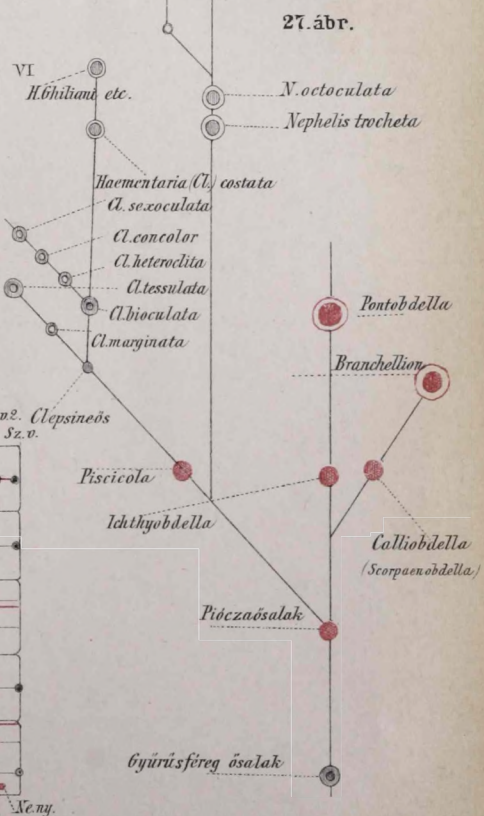 27. ábr.
VI
H. Ghiliani etc.
N. octoculata
Nephelis trocheta
Haementaria (Cl.) costata
Cl. sexoculata
Cl. concolor
Cl. heteroclita
Cl. tessulata
Cl. bioculata
Cl. marginata
Pontobdella
Branchellion
v.2. Clepsineős
Sz.v.
Piscicola
Ichthyobdella
Calliobdella
(Scorpaenobdella)
Pióczaősalak
Gyűrűsféreg ősalak
Xe.ny.